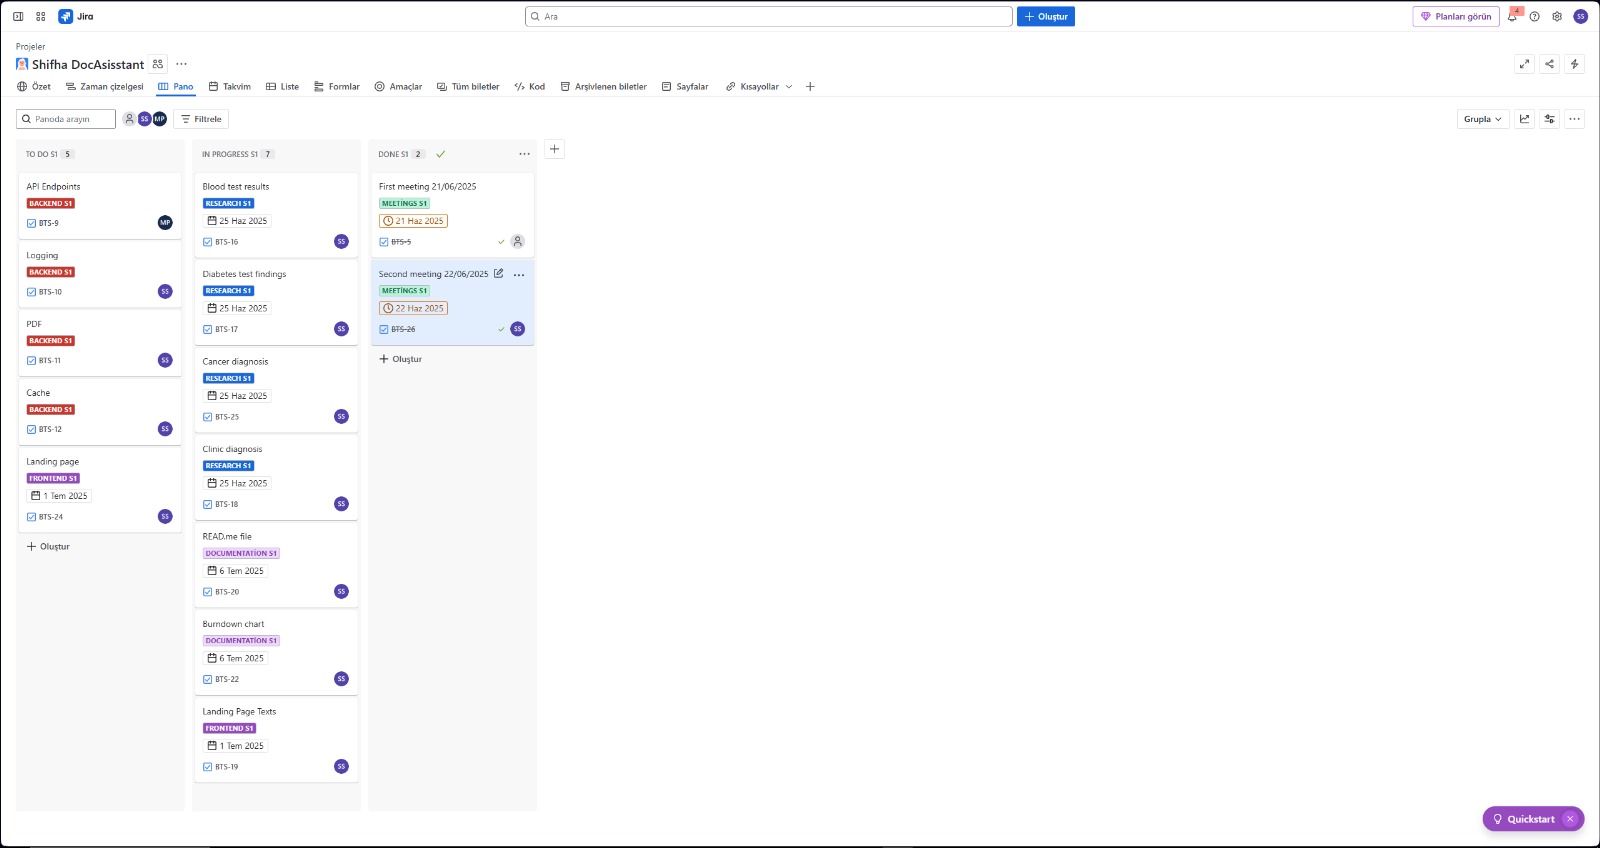 Jira
Ara
Oluştur
Planları görün
4
SS
Projeler
Shifha DocAsisstant
Özet
Zaman çizelgesi
Pano
Takvim
Liste
Formlar
Amaçlar
Tüm biletler
Kod
Arşivlenen biletler
Sayfalar
Kısayollar
Panoda arayın
SS
MP
Filtrele
Grupla
TO DO S1 5
API Endpoints
BACKEND S1
BTS-9
MP
Logging
BACKEND S1
BTS-10
SS
PDF
BACKEND S1
BTS-11
SS
Cache
BACKEND S1
BTS-12
SS
Landing page
FRONTEND S1
1 Tem 2025
BTS-24
SS
Oluştur
IN PROGRESS S1 7
Blood test results
RESEARCH S1
25 Haz 2025
BTS-16
SS
Diabetes test findings
RESEARCH S1
25 Haz 2025
BTS-17
SS
Cancer diagnosis
RESEARCH S1
25 Haz 2025
BTS-25
SS
Clinic diagnosis
RESEARCH S1
25 Haz 2025
BTS-18
SS
READ.me file
DOCUMENTATİON S1
6 Tem 2025
BTS-20
SS
Burndown chart
DOCUMENTATİON S1
6 Tem 2025
BTS-22
SS
Landing Page Texts
FRONTEND S1
1 Tem 2025
BTS-19
SS
DONE S1 2
First meeting 21/06/2025
MEETİNGS S1
21 Haz 2025
BTS-5
Second meeting 22/06/2025
MEETİNGS S1
22 Haz 2025
BTS-26
SS
Oluştur
Quickstart